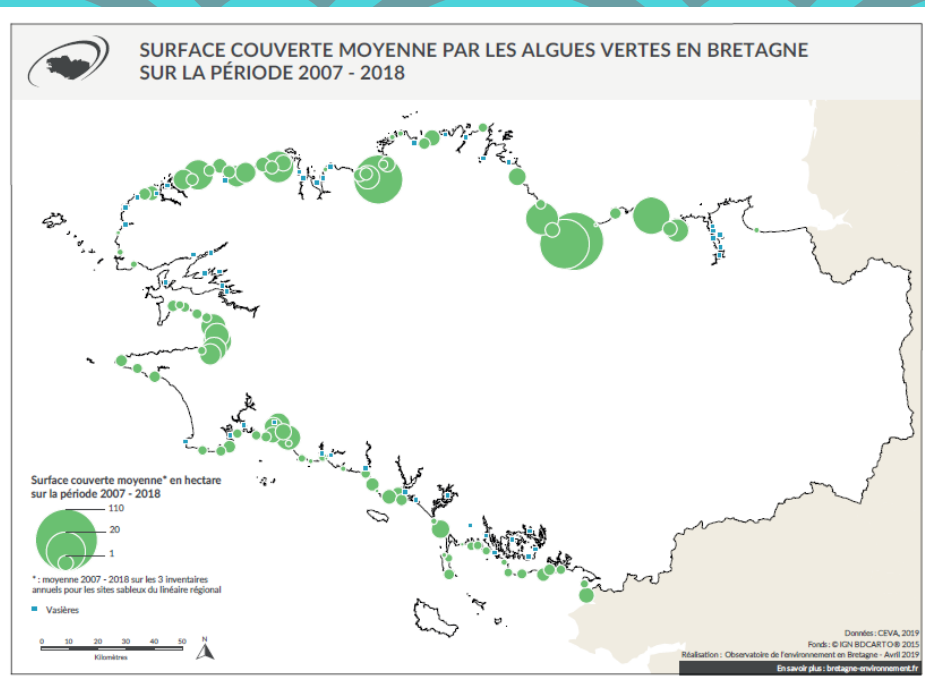 SURFACE COUVERTE MOYENNE PAR LES ALGUES VERTES EN BRETAGNE
SUR LA PÉRIODE 2007 - 2018
Surface couverte moyenne* en hectare
sur la période 2007 - 2018
110
20
1
* : moyenne 2007 - 2018 sur les 3 inventaires
annuels pour les sites sableux du linéaire régional
Vasières
0 10 20 30 40 50
Kilomètres
N
Données : CEVA, 2019
Fonds : © IGN BDCARTO® 2015
Réalisation : Observatoire de l'environnement en Bretagne - Avril 2019
En savoir plus : bretagne-environnement.fr